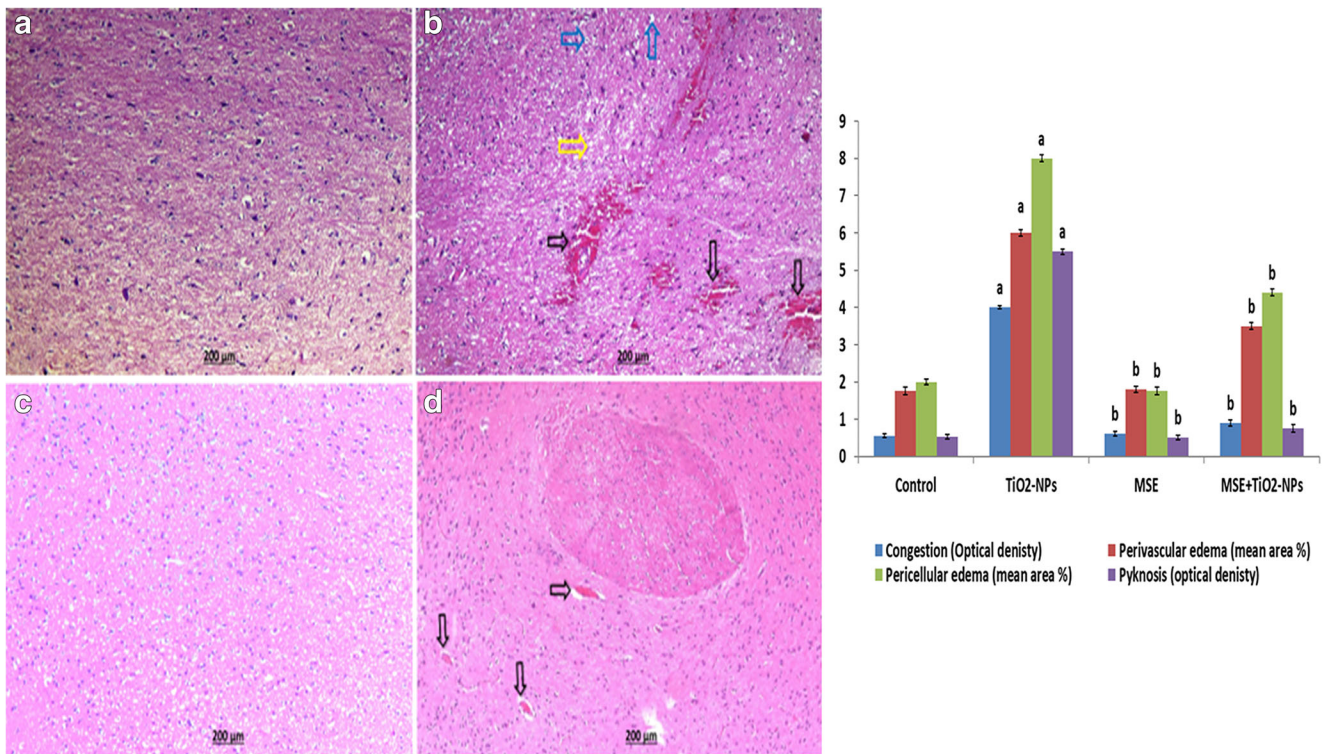 a
b
200 µm
200 µm
c
d
200 µm
200 µm
9
8
7
6
5
4
3
2
1
0
a
a
a
a
b
b
b
b
b
b
b
b
Control
TiO2-NPs
MSE
MSE+TiO2-NPs
Congestion (Optical denisty)
Perivascular edema (mean area %)
Pericellular edema (mean area %)
Pyknosis (optical denisty)